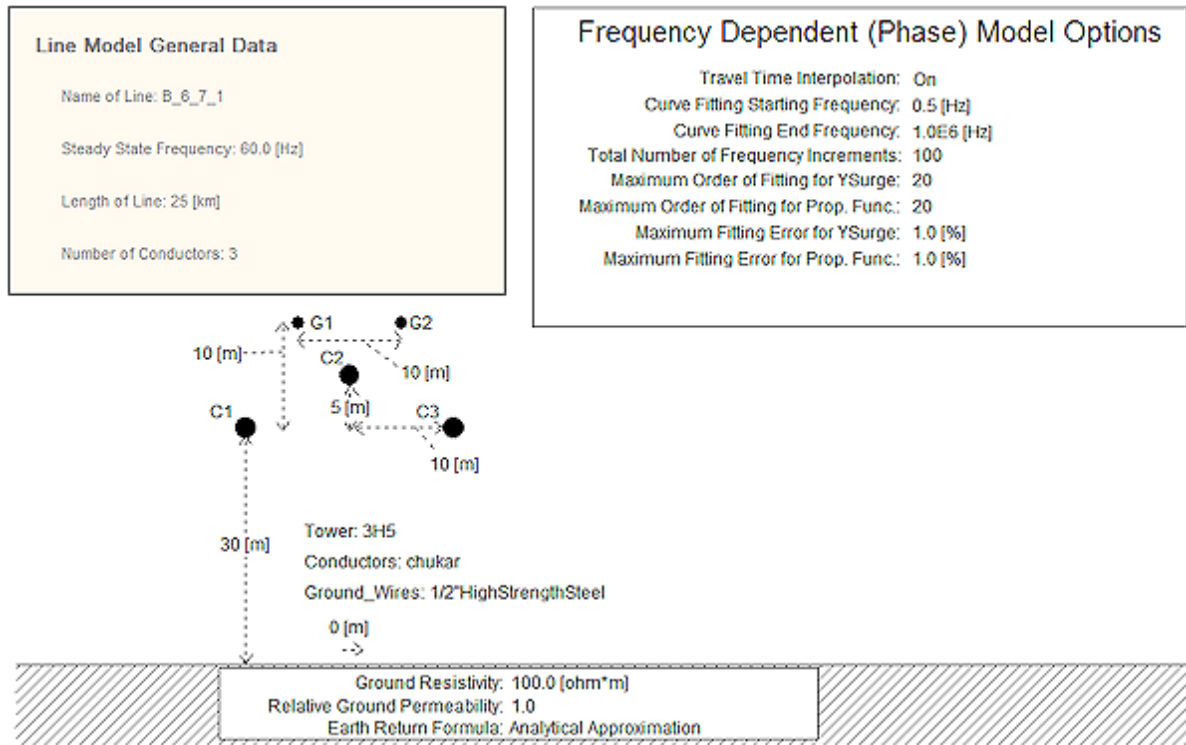 Line Model General Data
Name of Line: B_6_7_1
Steady State Frequency: 60.0 [Hz]
Length of Line: 25 [km]
Number of Conductors: 3
Frequency Dependent (Phase) Model Options
Travel Time Interpolation: On
Curve Fitting Starting Frequency: 0.5 [Hz]
Curve Fitting End Frequency: 1.0E6 [Hz]
Total Number of Frequency Increments: 100
Maximum Order of Fitting for YSurge: 20
Maximum Order of Fitting for Prop. Func.: 20
Maximum Fitting Error for YSurge: 1.0 [%]
Maximum Fitting Error for Prop. Func.: 1.0 [%]
G1
G2
10 [m]
C2
10 [m]
C1
5 [m]
C3
10 [m]
30 [m]
Tower: 3H5
Conductors: chukar
Ground_Wires: 1/2"HighStrengthSteel
0 [m]
Ground Resistivity: 100.0 [ohm*m]
Relative Ground Permeability: 1.0
Earth Return Formula: Analytical Approximation